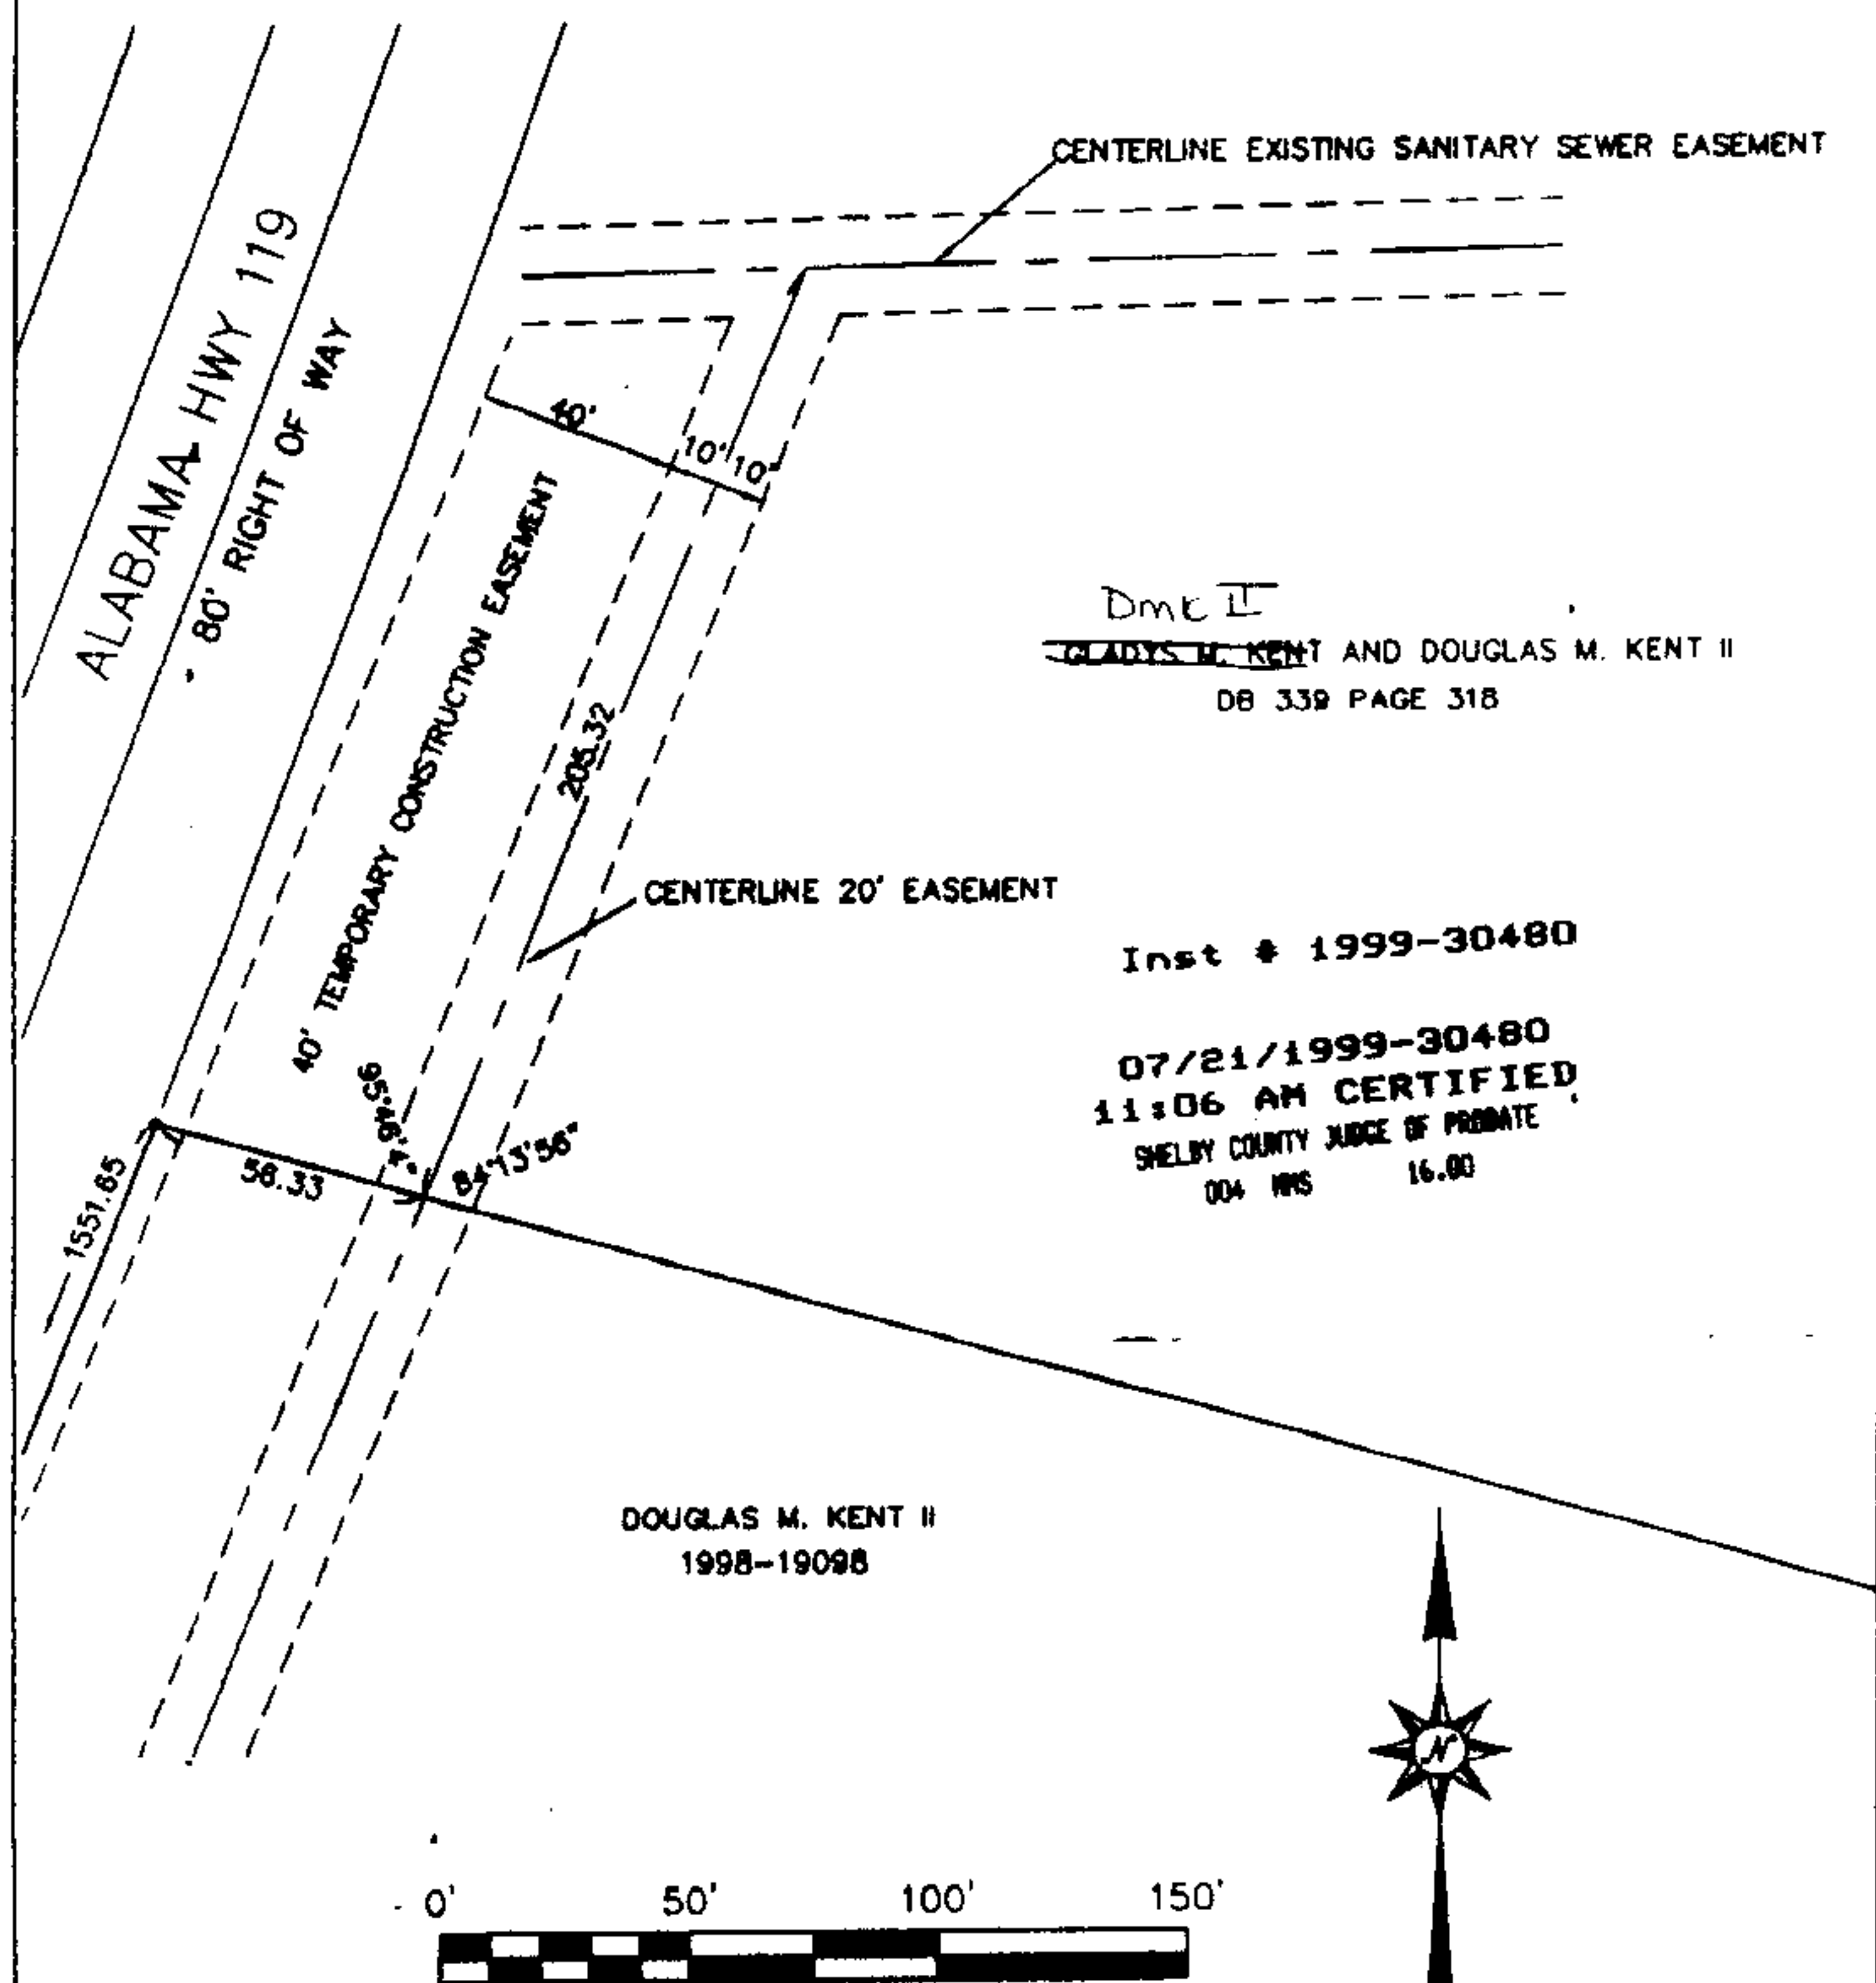 CENTERLINE EXISTING SANITARY SEWER EASEMENT
ALABAMA HWY 119
80' RIGHT OF WAY
40'
10' 10'
40' TEMPORARY CONSTRUCTION EASEMENT
DMK II
GLADYS H. KENT AND DOUGLAS M. KENT II
DB 339 PAGE 318
205.32
CENTERLINE 20' EASEMENT
Inst # 1999-30480
07/21/1999-30480
11:06 AM CERTIFIED
SHELBY COUNTY JUDGE OF PROBATE
004 MMS 16.00
95°46'4"
84°13'56"
58.33
1551.65
DOUGLAS M. KENT II
1998-19098
N
0' 50' 100' 150'